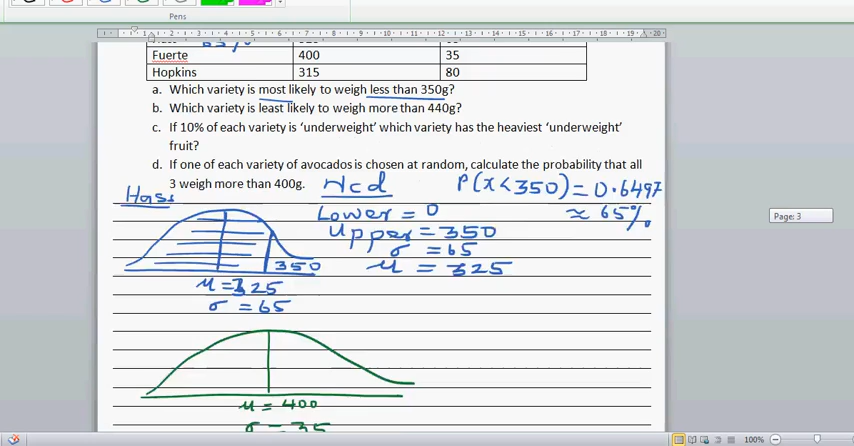 Pens
65%
Fuerte 400 35
Hopkins 315 80
a. Which variety is most likely to weigh less than 350g?
b. Which variety is least likely to weigh more than 440g?
c. If 10% of each variety is ‘underweight’ which variety has the heaviest ‘underweight’
fruit?
d. If one of each variety of avocados is chosen at random, calculate the probability that all
3 weigh more than 400g.
Ncd
P(x<350) = 0.6497
≈ 65%
Hass
Lower = 0
Upper = 350
σ = 65
μ = 325
350
μ = 325
σ = 65
μ = 400
σ = 35
Page: 3
100%